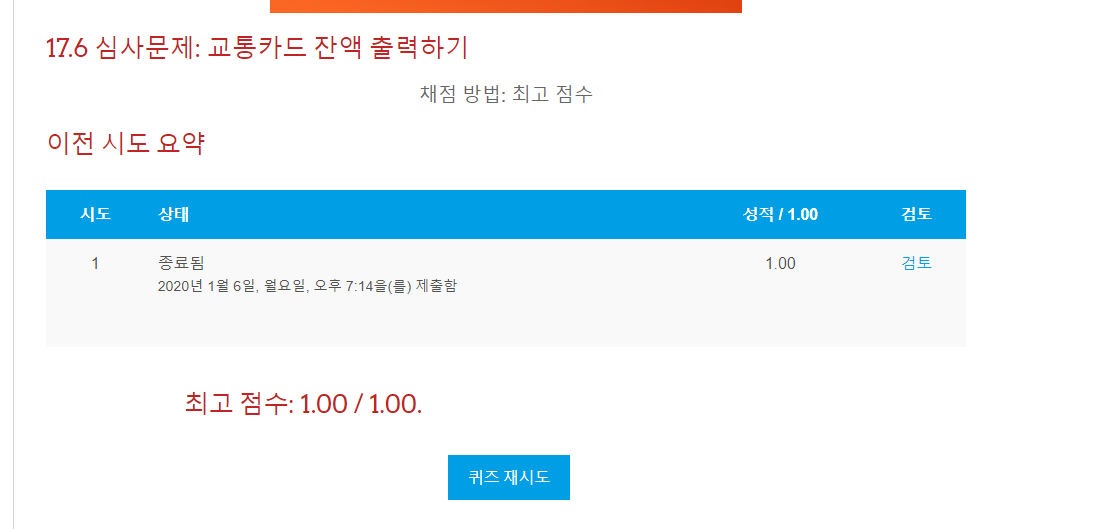 17.6 심사문제: 교통카드 잔액 출력하기
채점 방법: 최고 점수
이전 시도 요약
시도 상태 성적 / 1.00 검토
1 종료됨 1.00 검토
2020년 1월 6일, 월요일, 오후 7:14을(를) 제출함
최고 점수: 1.00 / 1.00.
퀴즈 재시도